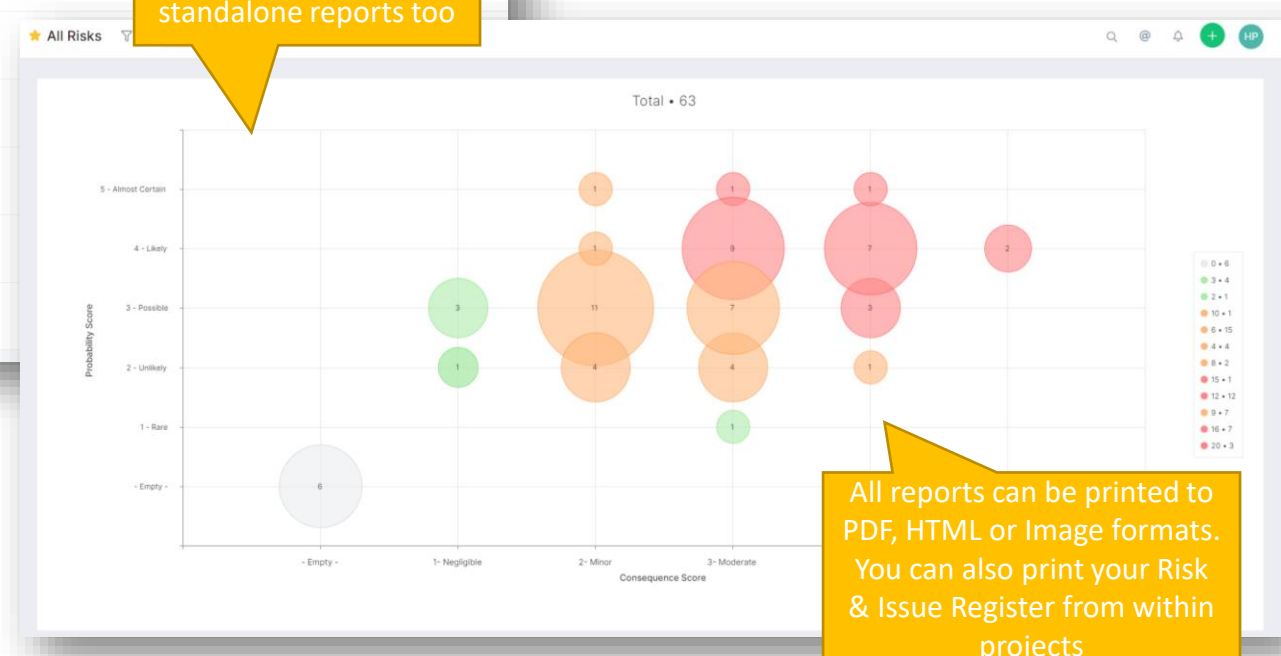 standalone reports too
All Risks
@
+
HP
Total • 63
5 - Almost Certain
1
1
1
4 - Likely
1
9
7
2
3 - Possible
3
11
7
3
2 - Unlikely
1
4
4
1
1 - Rare
1
- Empty -
6
Probability Score
- Empty -
1- Negligible
2- Minor
3- Moderate
Consequence Score
0 • 6
3 • 4
2 • 1
10 • 1
6 • 15
4 • 4
8 • 2
15 • 1
12 • 12
9 • 7
16 • 7
20 • 3
All reports can be printed to
PDF, HTML or Image formats.
You can also print your Risk
& Issue Register from within
projects